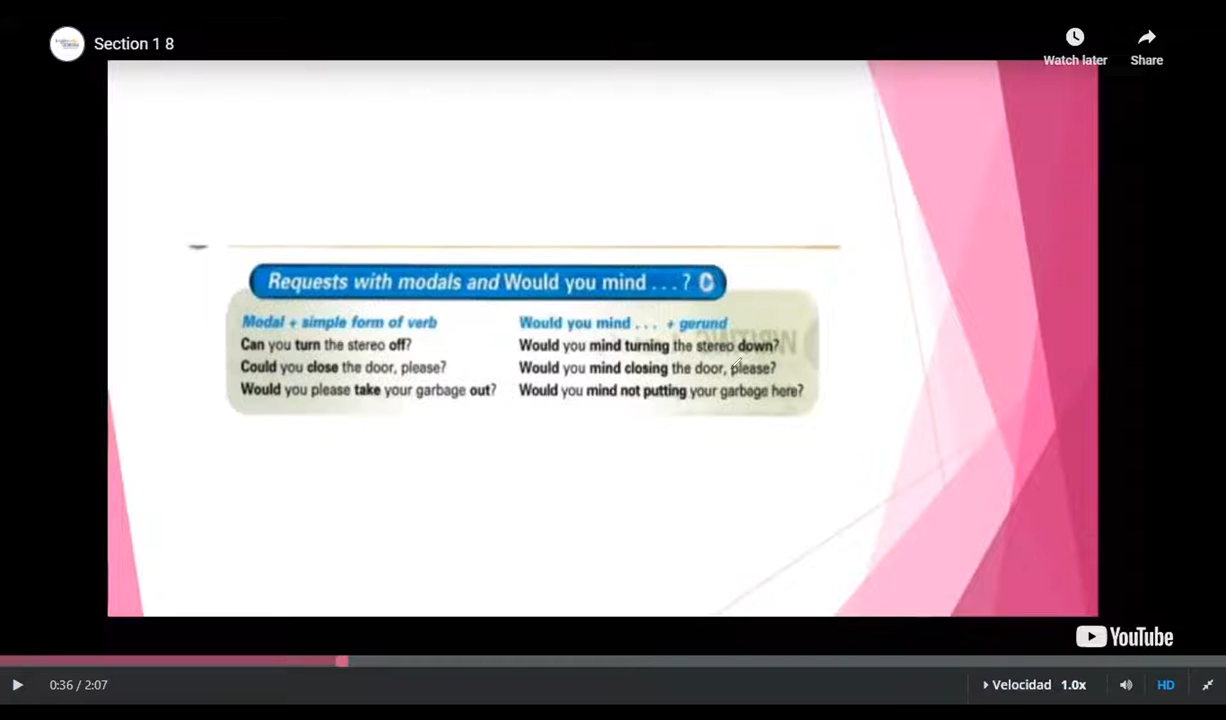 Section 1 8
Watch later
Share
Requests with modals and Would you mind . . . ?
Modal + simple form of verb
Can you turn the stereo off?
Could you close the door, please?
Would you please take your garbage out?
Would you mind . . . + gerund
Would you mind turning the stereo down?
Would you mind closing the door, please?
Would you mind not putting your garbage here?
YouTube
0:36 / 2:07
Velocidad 1.0x
HD